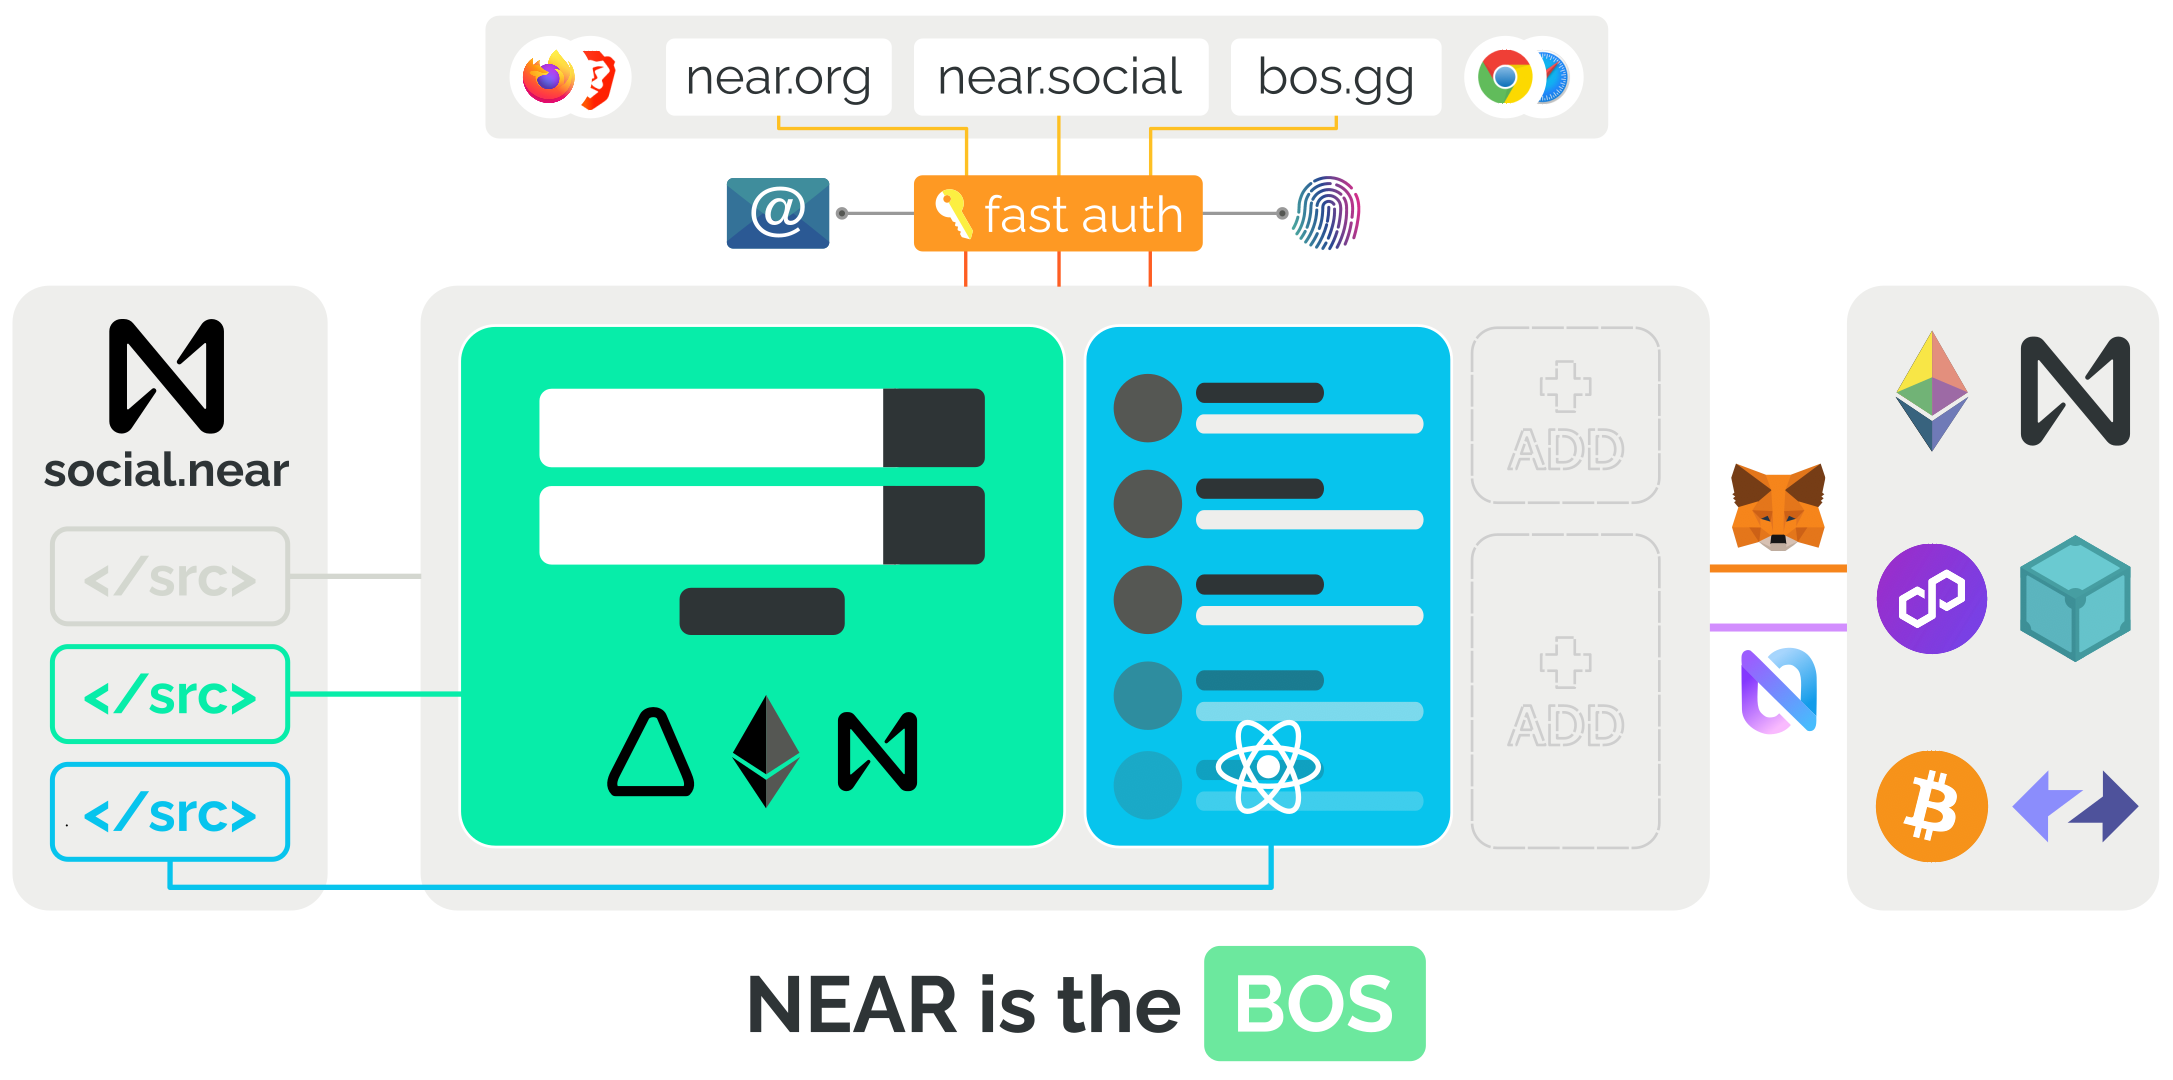 near.org
near.social
bos.gg
@
fast auth
social.near
</src>
</src>
</src>
ADD
ADD
NEAR is the BOS